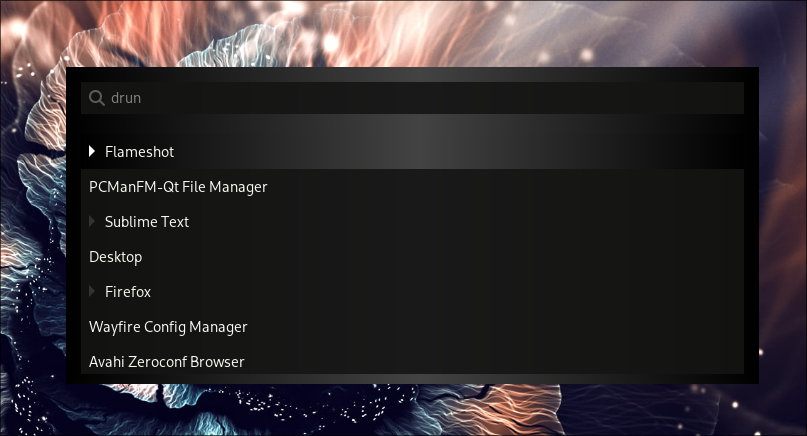 drun
Flameshot
PCManFM-Qt File Manager
Sublime Text
Desktop
Firefox
Wayfire Config Manager
Avahi Zeroconf Browser